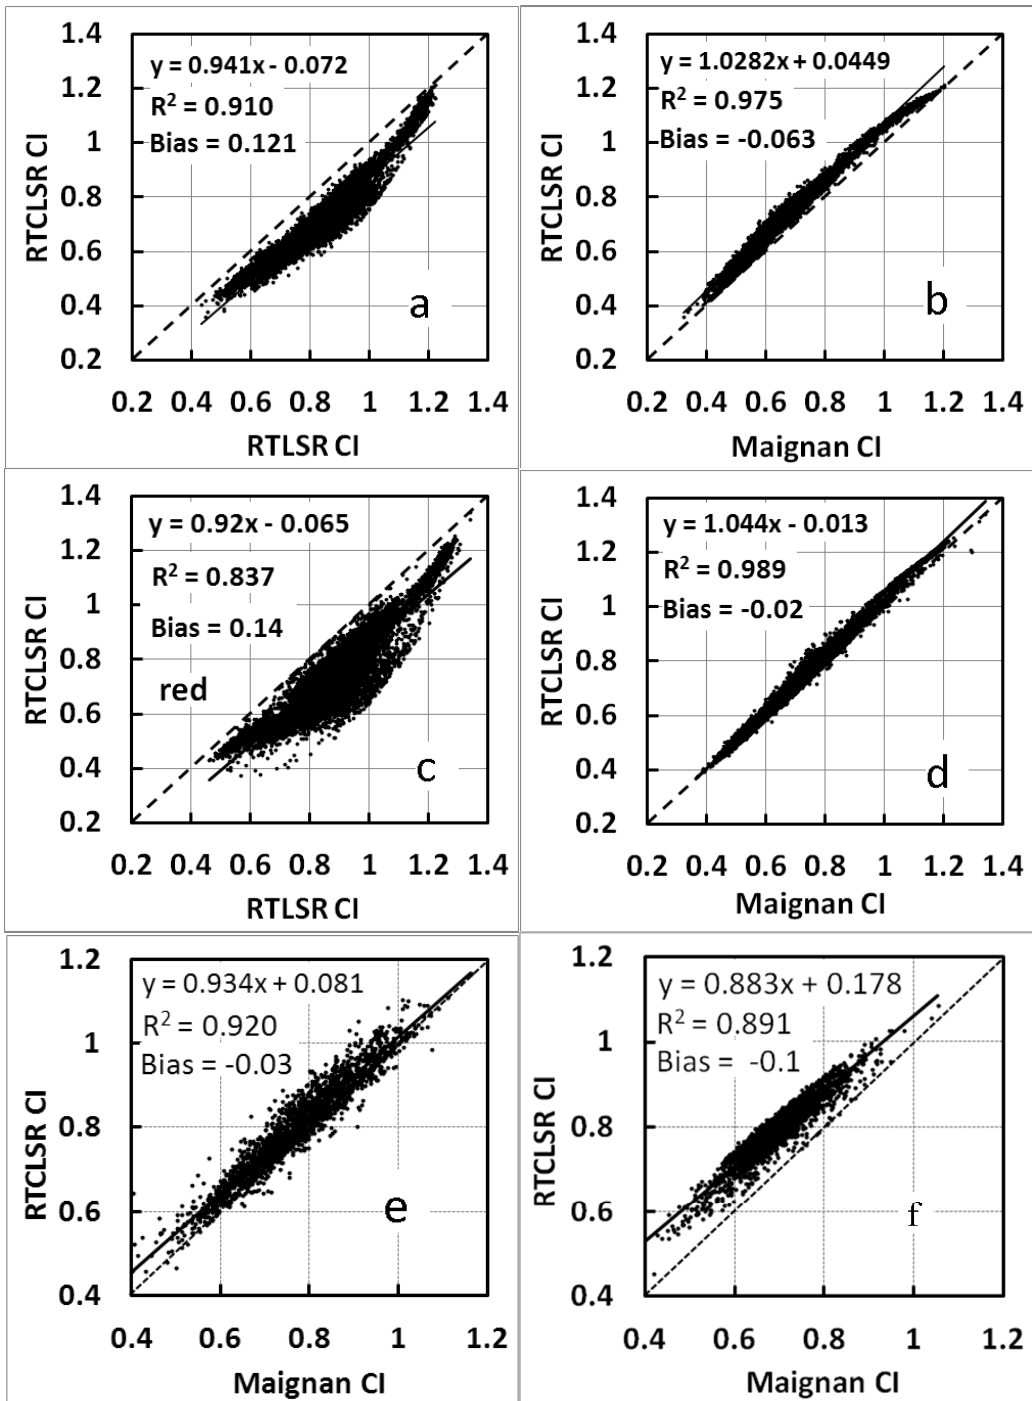 1.4
1.2
1
0.8
0.6
0.4
0.2
RTCLSR CI
y = 0.941x - 0.072
R² = 0.910
Bias = 0.121
a
0.2 0.4 0.6 0.8 1 1.2 1.4
RTLSR CI
1.4
1.2
1
0.8
0.6
0.4
0.2
RTCLSR CI
y = 1.0282x + 0.0449
R² = 0.975
Bias = -0.063
b
0.2 0.4 0.6 0.8 1 1.2 1.4
Maignan CI
1.4
1.2
1
0.8
0.6
0.4
0.2
RTCLSR CI
y = 0.92x - 0.065
R² = 0.837
Bias = 0.14
red
c
0.2 0.4 0.6 0.8 1 1.2 1.4
RTLSR CI
1.4
1.2
1
0.8
0.6
0.4
0.2
RTCLSR CI
y = 1.044x - 0.013
R² = 0.989
Bias = -0.02
d
0.2 0.4 0.6 0.8 1 1.2 1.4
Maignan CI
1.2
1
0.8
0.6
0.4
RTCLSR CI
y = 0.934x + 0.081
R² = 0.920
Bias = -0.03
e
0.4 0.6 0.8 1 1.2
Maignan CI
1.2
1
0.8
0.6
0.4
RTCLSR CI
y = 0.883x + 0.178
R² = 0.891
Bias = -0.1
f
0.4 0.6 0.8 1 1.2
Maignan CI